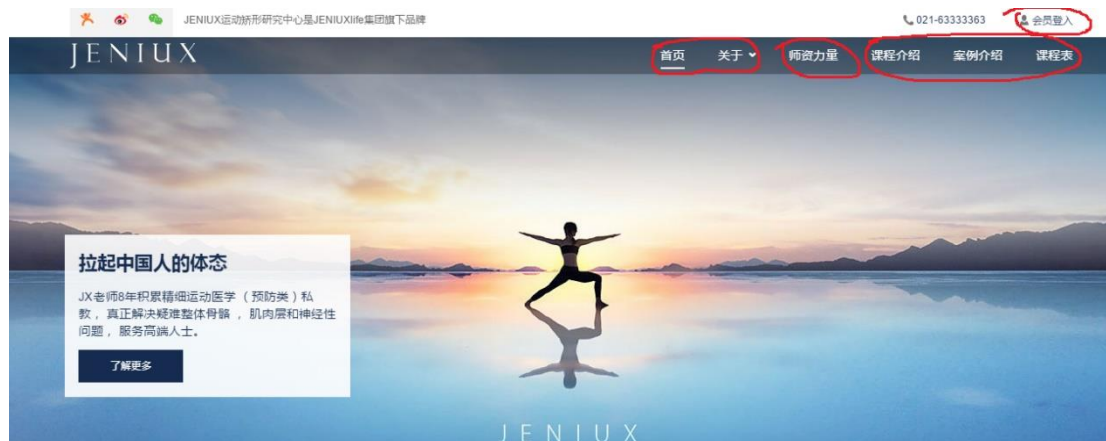 JENIUX运动矫形研究中心是JENIUXlife集团旗下品牌
021-63333363
会员登入
JENIUX
首页 关于 师资力量 课程介绍 案例介绍 课程表
拉起中国人的体态
JX老师8年积累精细运动医学 （预防类）私
教 ，真正解决疑难整体骨骼 ，肌肉层和神经性
问题 ，服务高端人士。
了解更多
JENIUX